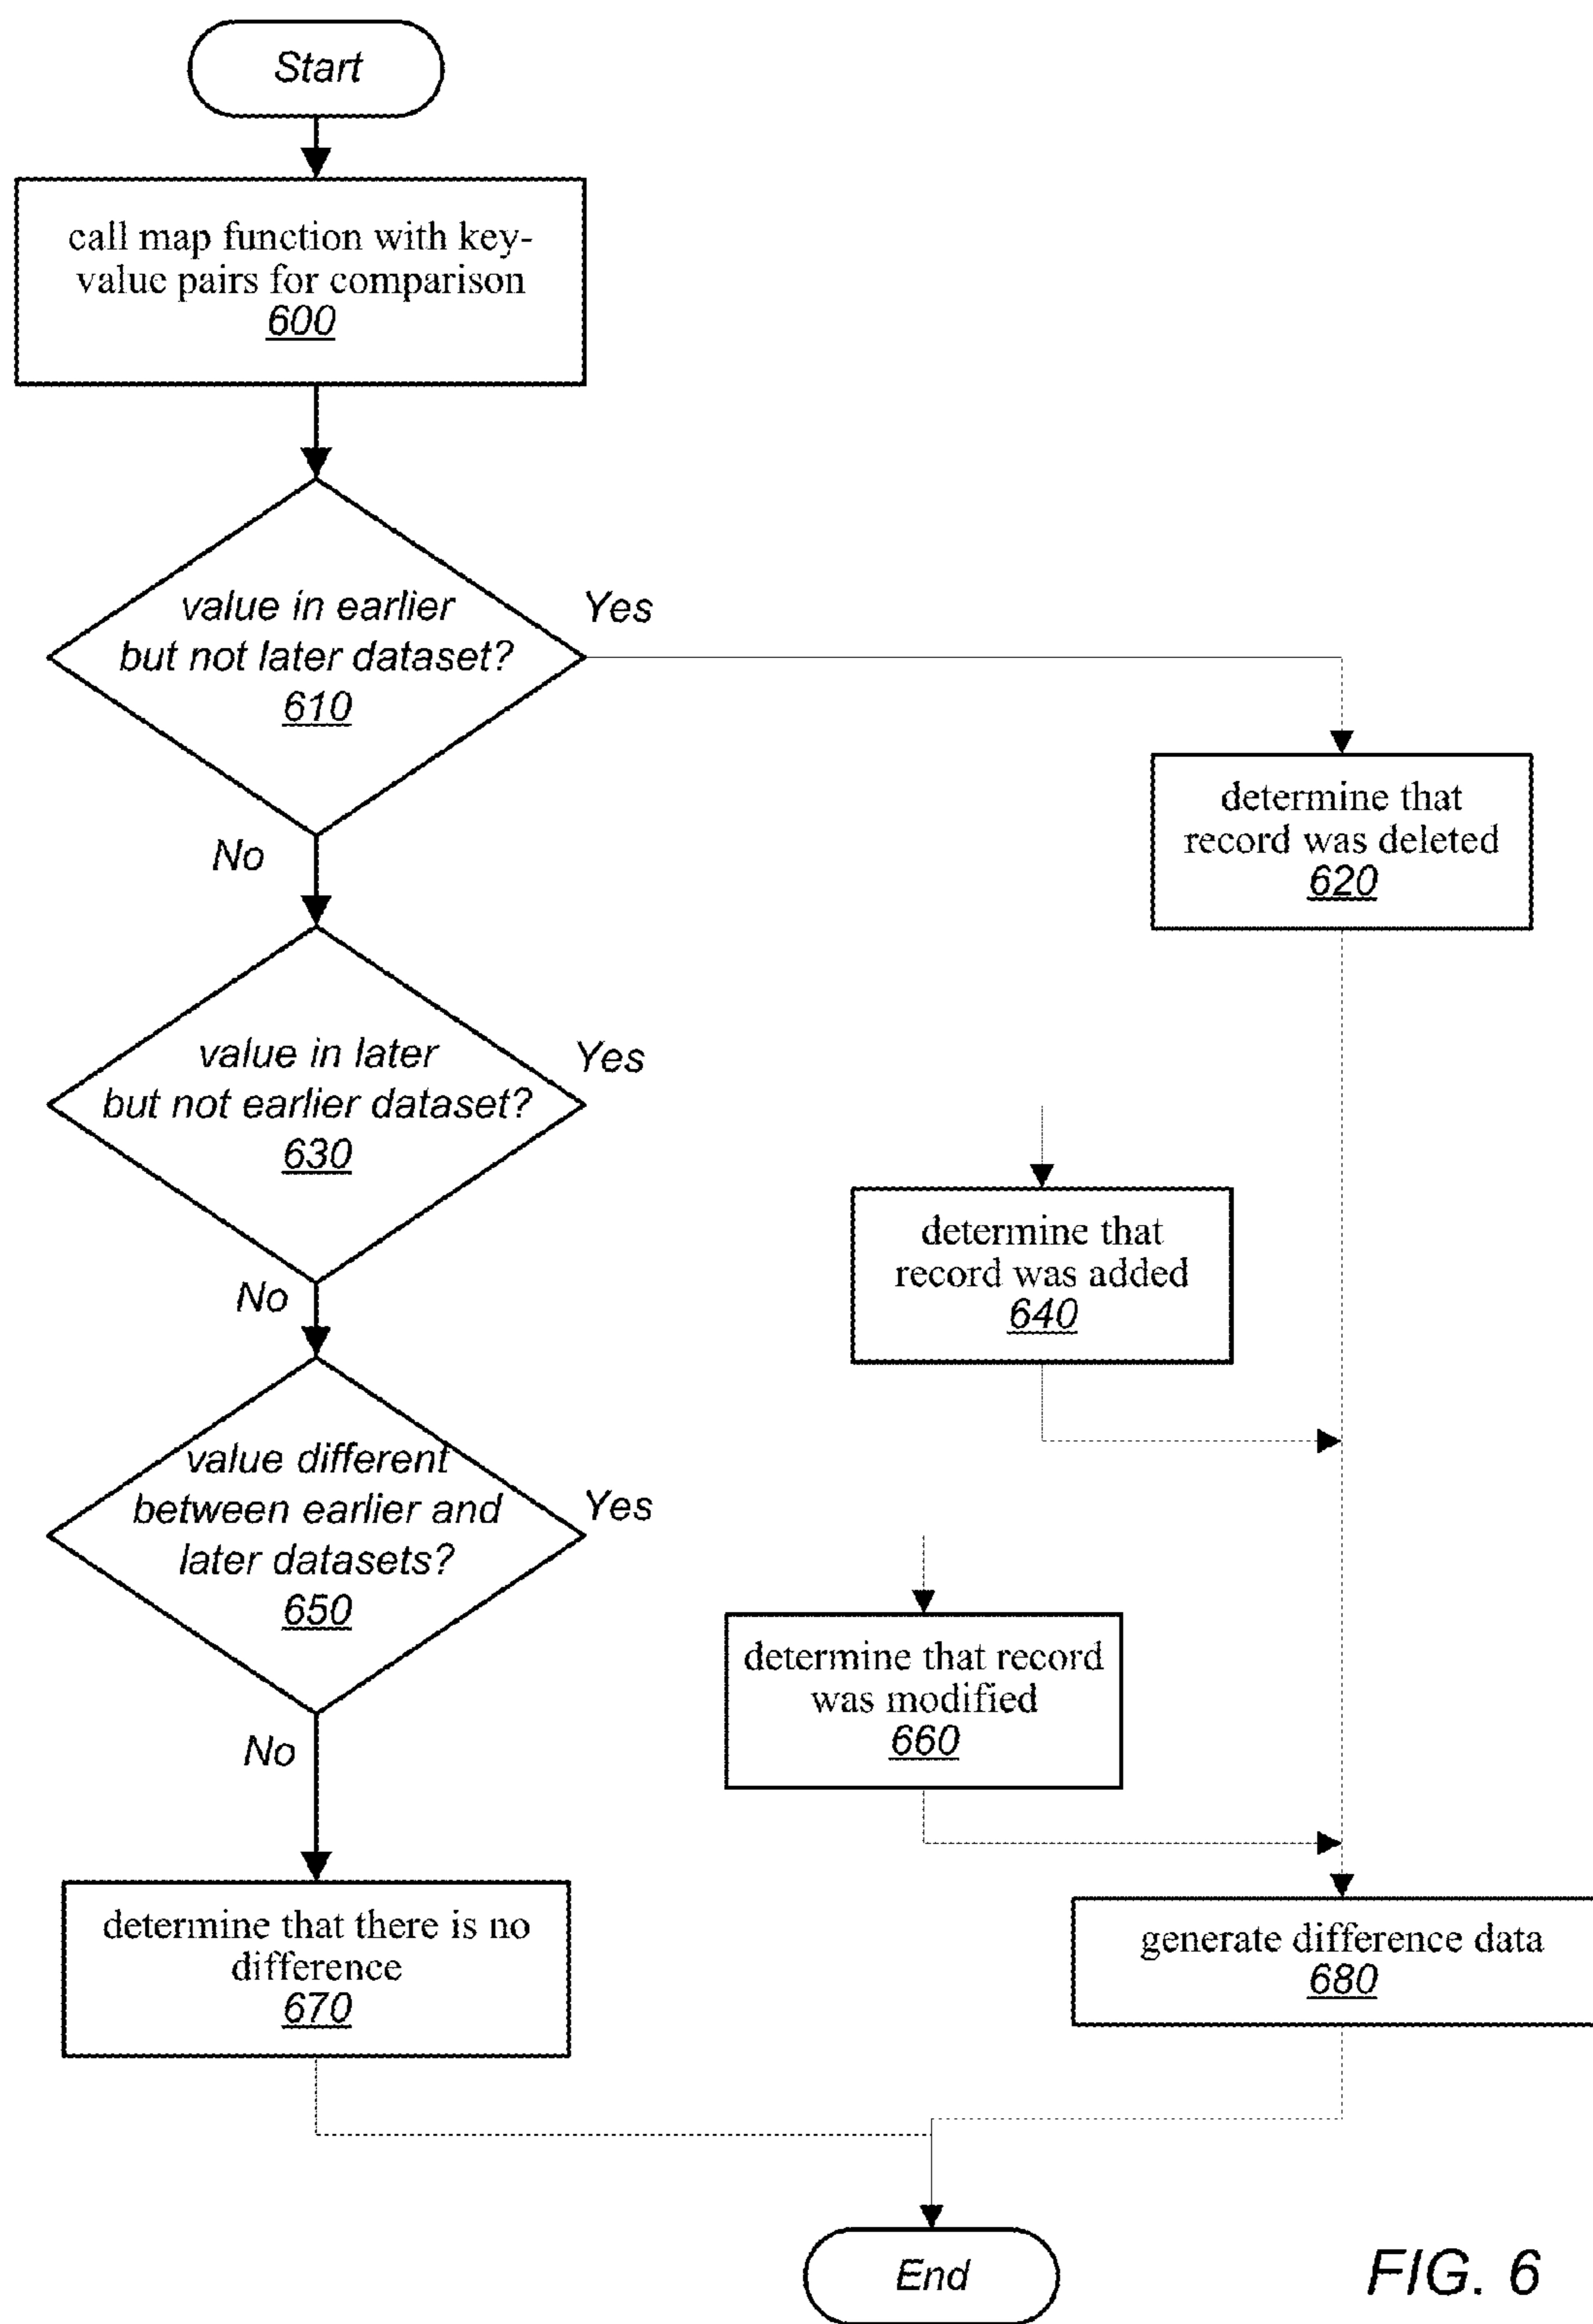 Start
call map function with key-
value pairs for comparison
600
value in earlier
but not later dataset?
610
Yes
No
determine that
record was deleted
620
value in later
but not earlier dataset?
630
Yes
No
determine that
record was added
640
value different
between earlier and
later datasets?
650
Yes
No
determine that record
was modified
660
determine that there is no
difference
670
generate difference data
680
End
FIG. 6